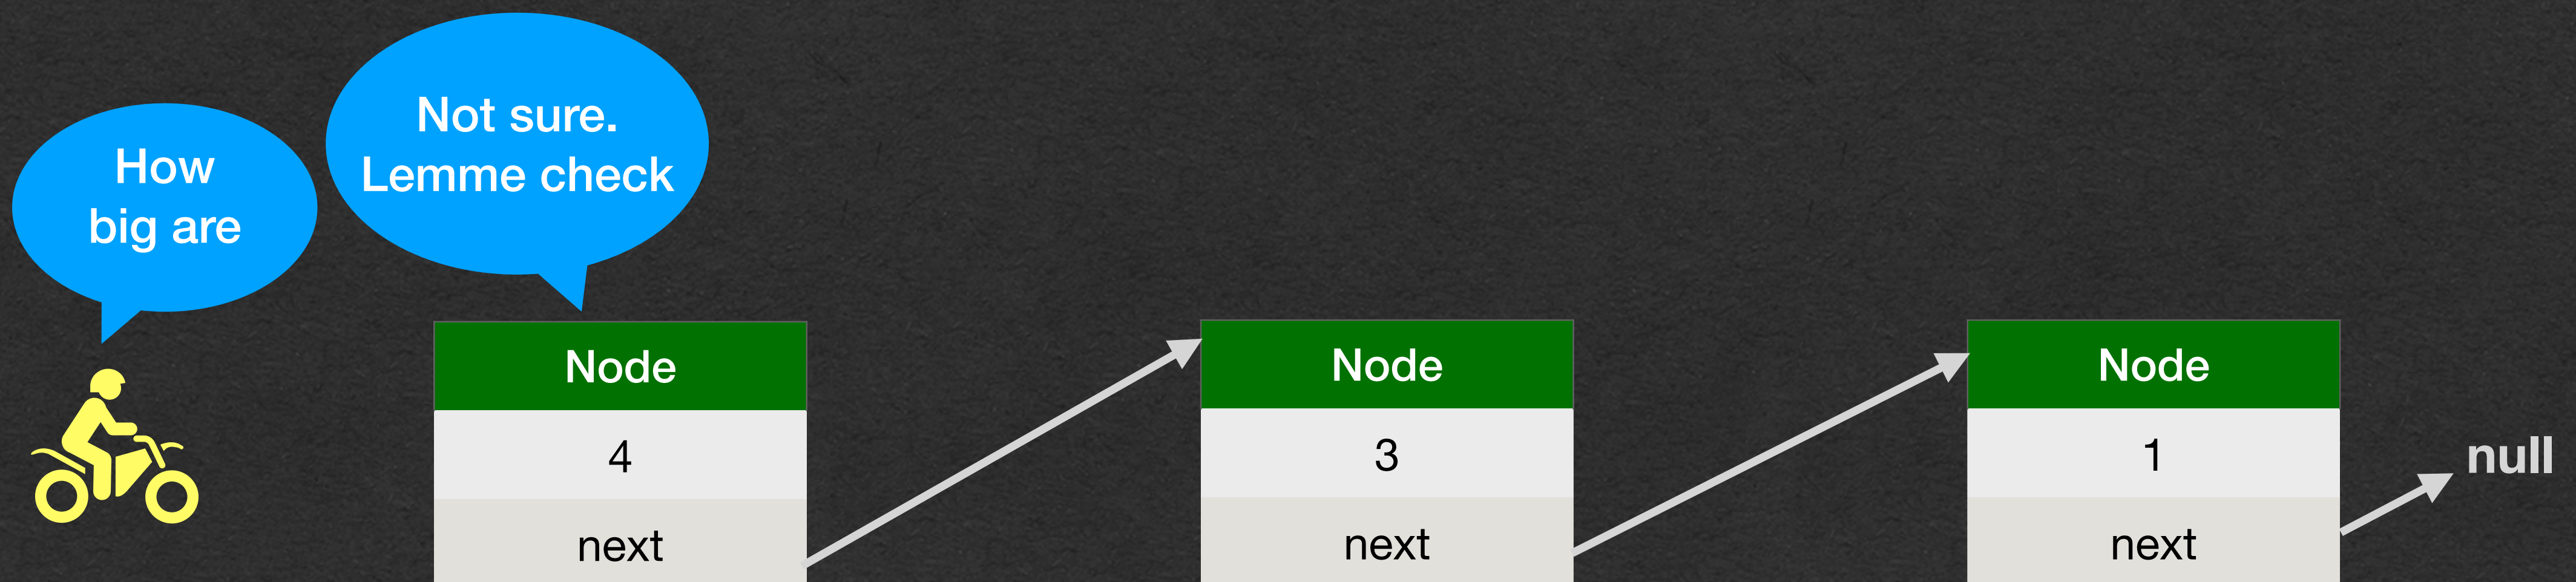 How
big are
Not sure.
Lemme check
Node
4
next
Node
3
next
Node
1
next
null